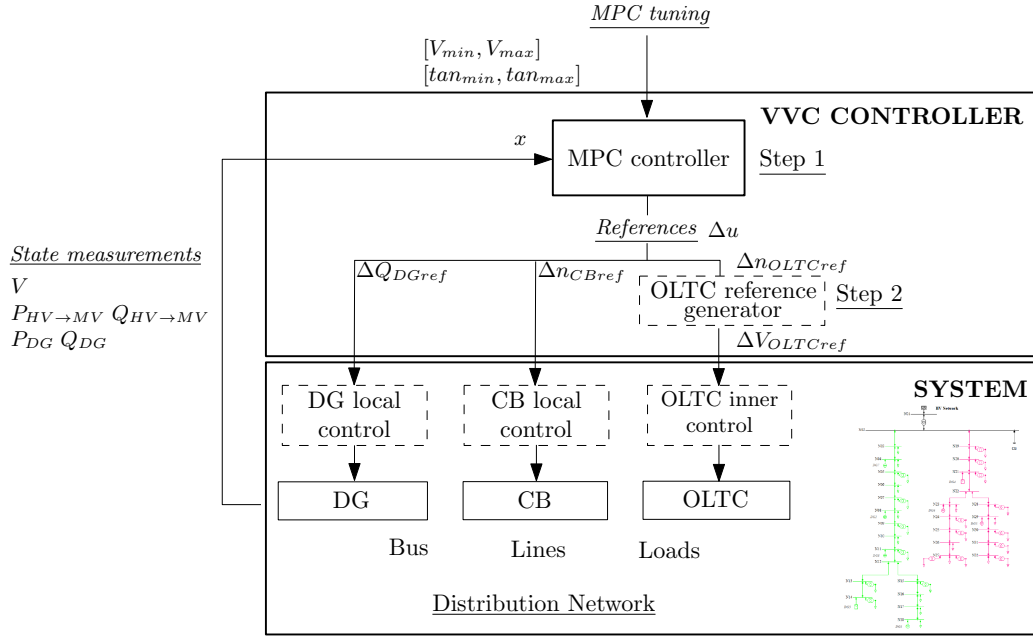 MPC tuning
[V_min, V_max]
[tan_min, tan_max]
VVC CONTROLLER
x
MPC controller
Step 1
References Δu
State measurements
V
P_HV→MV Q_HV→MV
P_DG Q_DG
ΔQ_DGref
Δn_CBref
Δn_OLTCref
OLTC reference
generator
Step 2
ΔV_OLTCref
SYSTEM
DG local
control
CB local
control
OLTC inner
control
HV Network
DG
CB
OLTC
Bus
Lines
Loads
Distribution Network